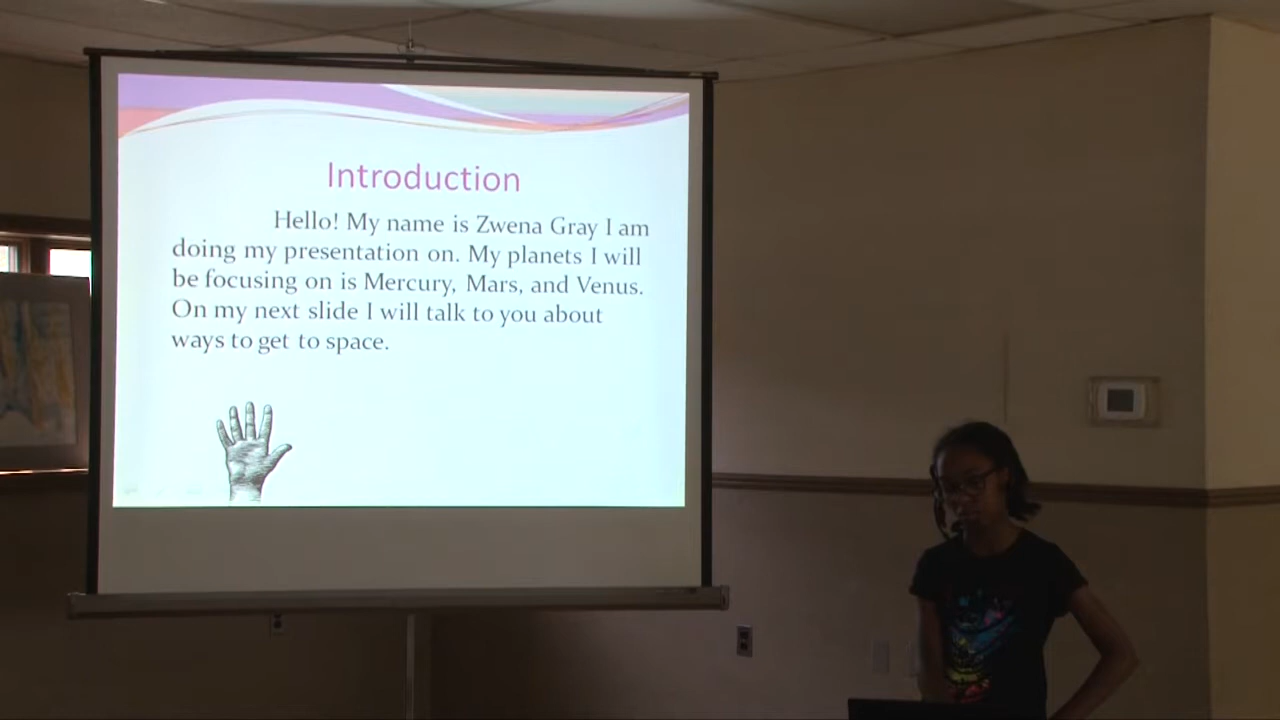 Introduction
Hello! My name is Zwena Gray I am
doing my presentation on. My planets I will
be focusing on is Mercury, Mars, and Venus.
On my next slide I will talk to you about
ways to get to space.